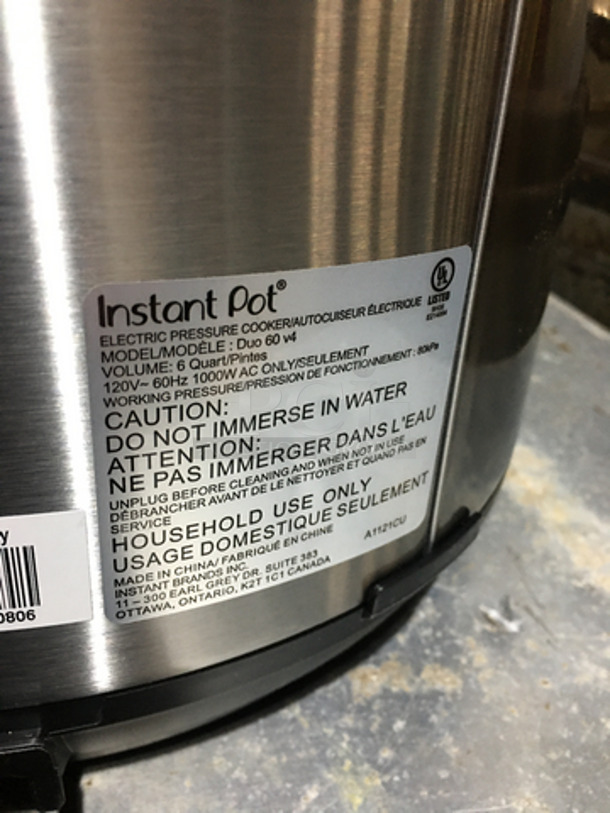 Instant Pot®
ELECTRIC PRESSURE COOKER/AUTOCUISEUR ÉLECTRIQUE
MODEL/MODÈLE : Duo 60 v4
VOLUME: 6 Quart/Pintes
120V~ 60Hz 1000W AC ONLY/SEULEMENT
WORKING PRESSURE/PRESSION DE FONCTIONNEMENT : 80kPa
CAUTION:
DO NOT IMMERSE IN WATER
ATTENTION:
NE PAS IMMERGER DANS L'EAU
UNPLUG BEFORE CLEANING AND WHEN NOT IN USE
DÉBRANCHER AVANT DE LE NETTOYER ET QUAND PAS EN
SERVICE
HOUSEHOLD USE ONLY
USAGE DOMESTIQUE SEULEMENT
MADE IN CHINA/ FABRIQUÉ EN CHINE
INSTANT BRANDS INC.
11 – 300 EARL GREY DR. SUITE 383
OTTAWA, ONTARIO, K2T 1C1 CANADA
A1121CU
UL
LISTED
y
0806